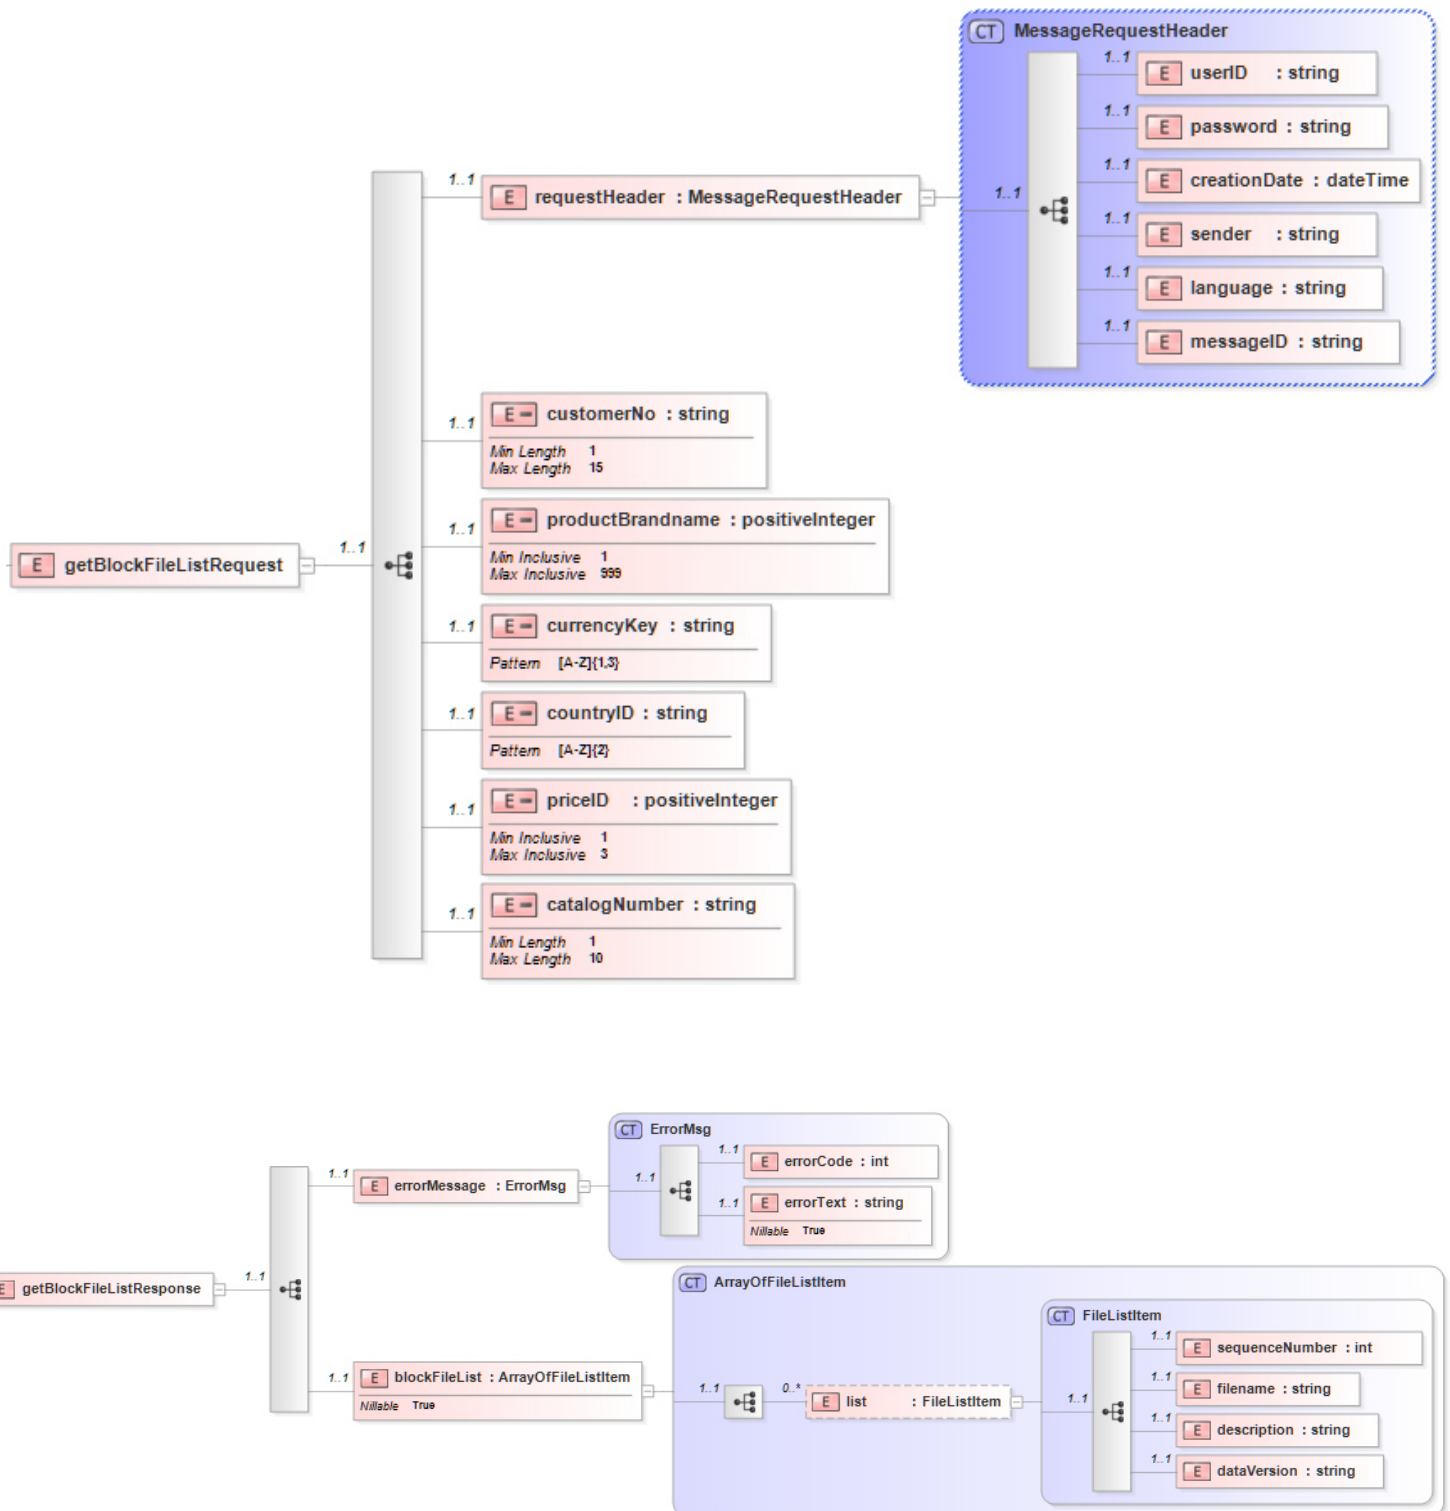 CT MessageRequestHeader
1..1
E userID : string
1..1
E password : string
1..1
E creationDate : dateTime
1..1
E sender : string
1..1
E language : string
1..1
E messageID : string
1..1
1..1
E requestHeader : MessageRequestHeader
1..1
E customerNo : string
Min Length 1
Max Length 15
1..1
E productBrandname : positiveInteger
Min Inclusive 1
Max Inclusive 999
E getBlockFileListRequest
1..1
1..1
E currencyKey : string
Pattern [A-Z]{1,3}
1..1
E countryID : string
Pattern [A-Z]{2}
1..1
E priceID : positiveInteger
Min Inclusive 1
Max Inclusive 3
1..1
E catalogNumber : string
Min Length 1
Max Length 10
CT ErrorMsg
1..1
E errorCode : int
1..1
E errorText : string
Nillable True
1..1
1..1
E errorMessage : ErrorMsg
E getBlockFileListResponse
1..1
1..1
E blockFileList : ArrayOfFileListItem
Nillable True
CT ArrayOfFileListItem
1..1
0..*
E list : FileListItem
CT FileListItem
1..1
1..1
E sequenceNumber : int
1..1
E filename : string
1..1
E description : string
1..1
E dataVersion : string